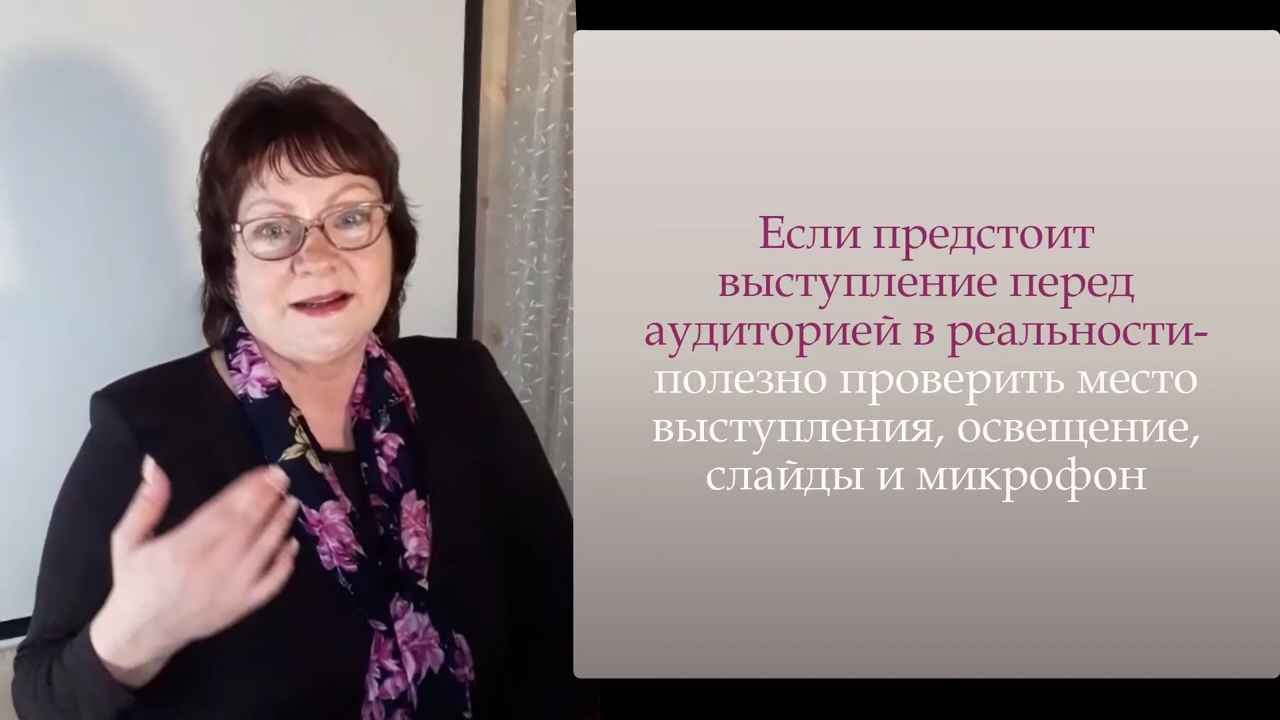 Если предстоит
выступление перед
аудиторией в реальности-
полезно проверить место
выступления, освещение,
слайды и микрофон